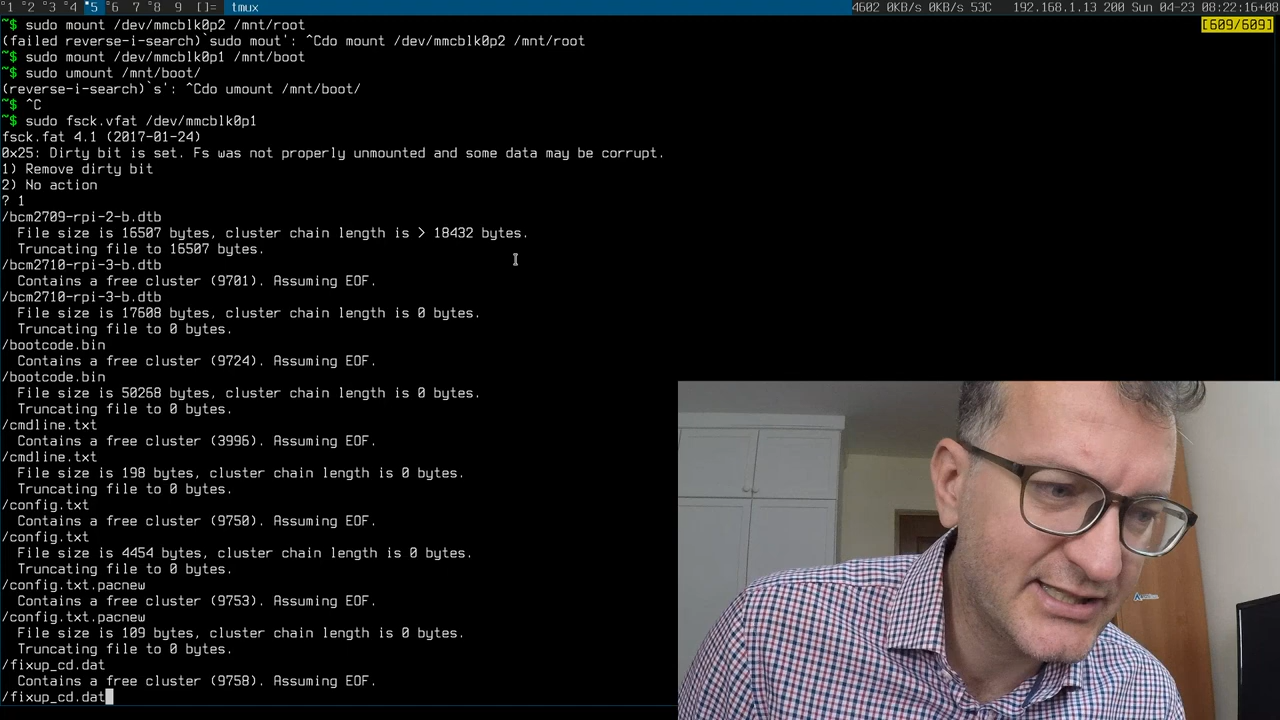 1 2 3 4 5 6 7 8 9 []= tmux 4602 0KB/s 0KB/s 53C 192.168.1.13 200 Sun 04-23 08:22:16+08
~$ sudo mount /dev/mmcblk0p2 /mnt/root [609/609]
(failed reverse-i-search)`sudo mout': ^Cdo mount /dev/mmcblk0p2 /mnt/root
~$ sudo mount /dev/mmcblk0p1 /mnt/boot
~$ sudo umount /mnt/boot/
(reverse-i-search)`s': ^Cdo umount /mnt/boot/
~$ ^C
~$ sudo fsck.vfat /dev/mmcblk0p1
fsck.fat 4.1 (2017-01-24)
0x25: Dirty bit is set. Fs was not properly unmounted and some data may be corrupt.
1) Remove dirty bit
2) No action
? 1
/bcm2709-rpi-2-b.dtb
File size is 16507 bytes, cluster chain length is > 18432 bytes.
Truncating file to 16507 bytes.
/bcm2710-rpi-3-b.dtb
Contains a free cluster (9701). Assuming EOF.
/bcm2710-rpi-3-b.dtb
File size is 17608 bytes, cluster chain length is 0 bytes.
Truncating file to 0 bytes.
/bootcode.bin
Contains a free cluster (9724). Assuming EOF.
/bootcode.bin
File size is 50268 bytes, cluster chain length is 0 bytes.
Truncating file to 0 bytes.
/cmdline.txt
Contains a free cluster (3996). Assuming EOF.
/cmdline.txt
File size is 198 bytes, cluster chain length is 0 bytes.
Truncating file to 0 bytes.
/config.txt
Contains a free cluster (9750). Assuming EOF.
/config.txt
File size is 4454 bytes, cluster chain length is 0 bytes.
Truncating file to 0 bytes.
/config.txt.pacnew
Contains a free cluster (9753). Assuming EOF.
/config.txt.pacnew
File size is 109 bytes, cluster chain length is 0 bytes.
Truncating file to 0 bytes.
/fixup_cd.dat
Contains a free cluster (9758). Assuming EOF.
/fixup_cd.dat